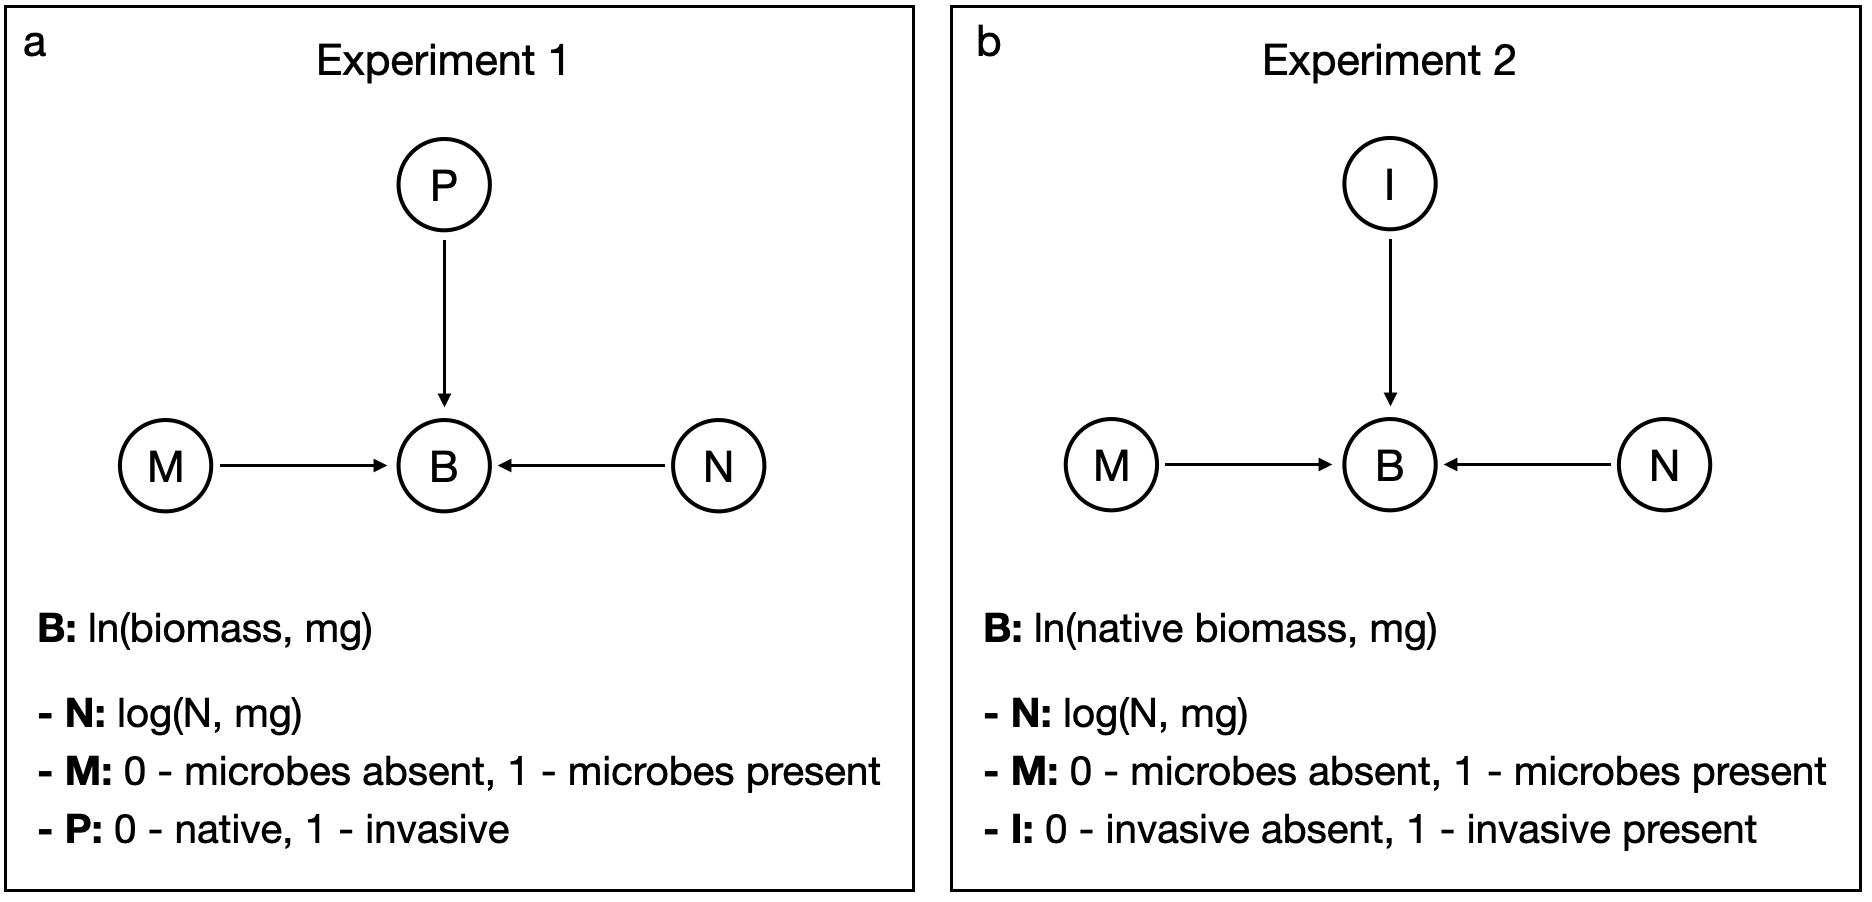 a
Experiment 1
P
M
B
N
B: ln(biomass, mg)
- N: log(N, mg)
- M: 0 - microbes absent, 1 - microbes present
- P: 0 - native, 1 - invasive
b
Experiment 2
I
M
B
N
B: ln(native biomass, mg)
- N: log(N, mg)
- M: 0 - microbes absent, 1 - microbes present
- I: 0 - invasive absent, 1 - invasive present